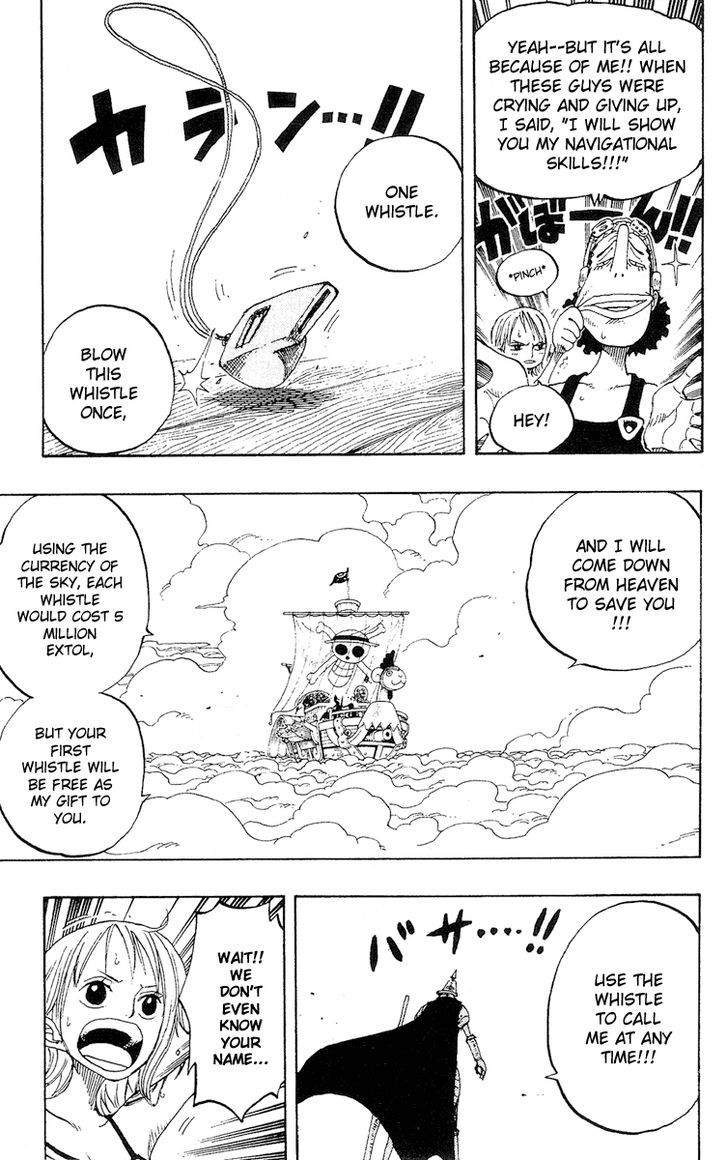 YEAH--BUT IT'S ALL
BECAUSE OF ME!! WHEN
THESE GUYS WERE
CRYING AND GIVING UP,
I SAID, "I WILL SHOW
YOU MY NAVIGATIONAL
SKILLS!!!"
がぼーん!!
*PINCH*
HEY!
カラン…!!
ONE
WHISTLE.
BLOW
THIS
WHISTLE
ONCE,
AND I WILL
COME DOWN
FROM HEAVEN
TO SAVE YOU
!!!
USING THE
CURRENCY OF
THE SKY, EACH
WHISTLE
WOULD COST 5
MILLION
EXTOL,
BUT YOUR
FIRST
WHISTLE WILL
BE FREE AS
MY GIFT TO
YOU.
USE THE
WHISTLE
TO CALL
ME AT ANY
TIME!!!
バサ…!!
WAIT!!
WE
DON'T
EVEN
KNOW
YOUR
NAME...